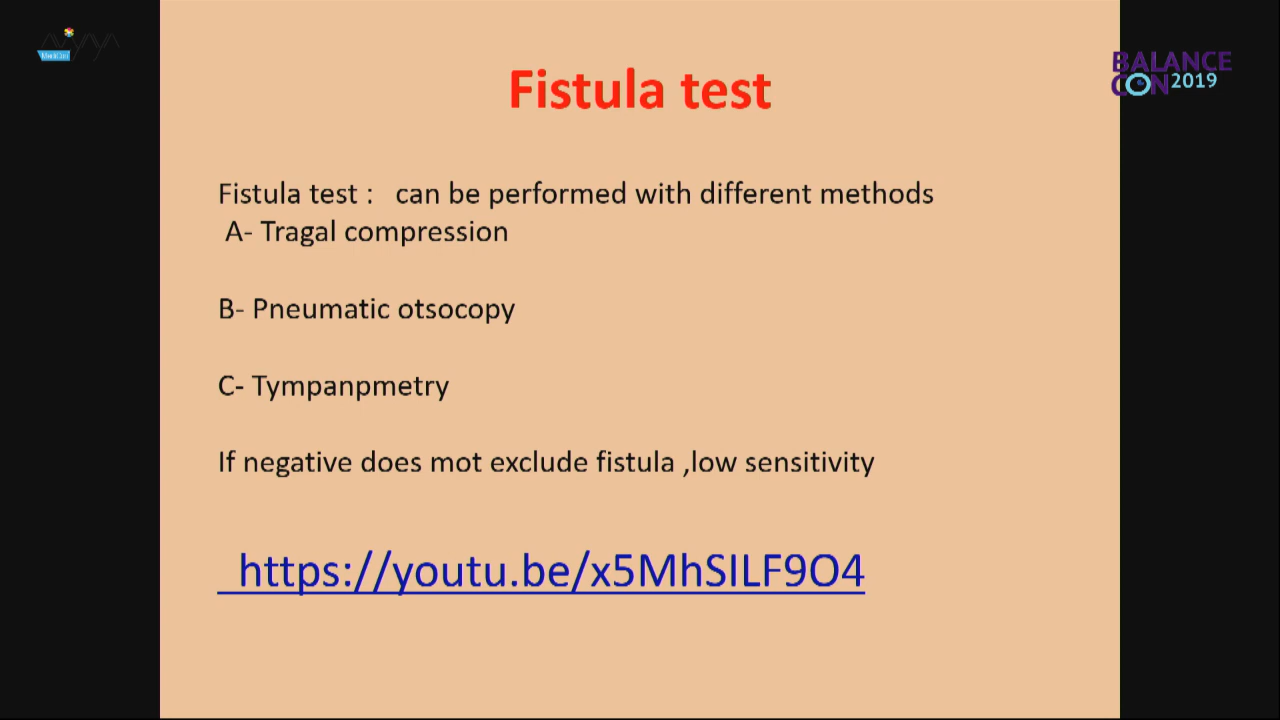 MediCon
BALANCE
CON 2019
Fistula test
Fistula test : can be performed with different methods
A- Tragal compression
B- Pneumatic otsocopy
C- Tympanpmetry
If negative does mot exclude fistula ,low sensitivity
https://youtu.be/x5MhSILF9O4